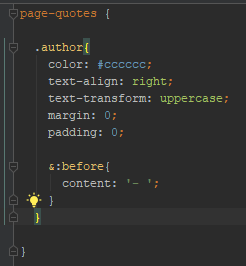 page-quotes {
.author{
color: #cccccc;
text-align: right;
text-transform: uppercase;
margin: 0;
padding: 0;
&:before{
content: '- ';
}
}
}